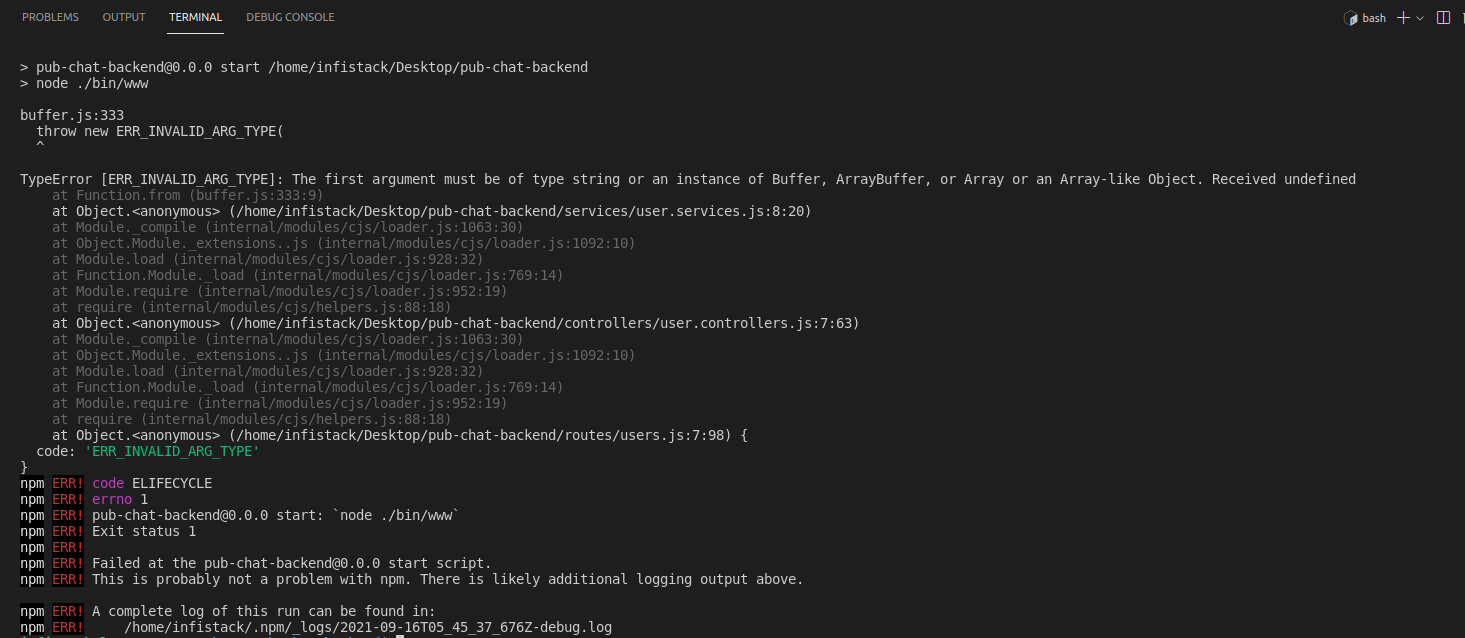 PROBLEMS OUTPUT TERMINAL DEBUG CONSOLE bash
> pub-chat-backend@0.0.0 start /home/infistack/Desktop/pub-chat-backend
> node ./bin/www
buffer.js:333
throw new ERR_INVALID_ARG_TYPE(
^
TypeError [ERR_INVALID_ARG_TYPE]: The first argument must be of type string or an instance of Buffer, ArrayBuffer, or Array or an Array-like Object. Received undefined
at Function.from (buffer.js:333:9)
at Object.<anonymous> (/home/infistack/Desktop/pub-chat-backend/services/user.services.js:8:20)
at Module._compile (internal/modules/cjs/loader.js:1063:30)
at Object.Module._extensions..js (internal/modules/cjs/loader.js:1092:10)
at Module.load (internal/modules/cjs/loader.js:928:32)
at Function.Module._load (internal/modules/cjs/loader.js:769:14)
at Module.require (internal/modules/cjs/loader.js:952:19)
at require (internal/modules/cjs/helpers.js:88:18)
at Object.<anonymous> (/home/infistack/Desktop/pub-chat-backend/controllers/user.controllers.js:7:63)
at Module._compile (internal/modules/cjs/loader.js:1063:30)
at Object.Module._extensions..js (internal/modules/cjs/loader.js:1092:10)
at Module.load (internal/modules/cjs/loader.js:928:32)
at Function.Module._load (internal/modules/cjs/loader.js:769:14)
at Module.require (internal/modules/cjs/loader.js:952:19)
at require (internal/modules/cjs/helpers.js:88:18)
at Object.<anonymous> (/home/infistack/Desktop/pub-chat-backend/routes/users.js:7:98) {
code: 'ERR_INVALID_ARG_TYPE'
}
npm ERR! code ELIFECYCLE
npm ERR! errno 1
npm ERR! pub-chat-backend@0.0.0 start: `node ./bin/www`
npm ERR! Exit status 1
npm ERR!
npm ERR! Failed at the pub-chat-backend@0.0.0 start script.
npm ERR! This is probably not a problem with npm. There is likely additional logging output above.
npm ERR! A complete log of this run can be found in:
npm ERR! /home/infistack/.npm/_logs/2021-09-16T05_45_37_676Z-debug.log